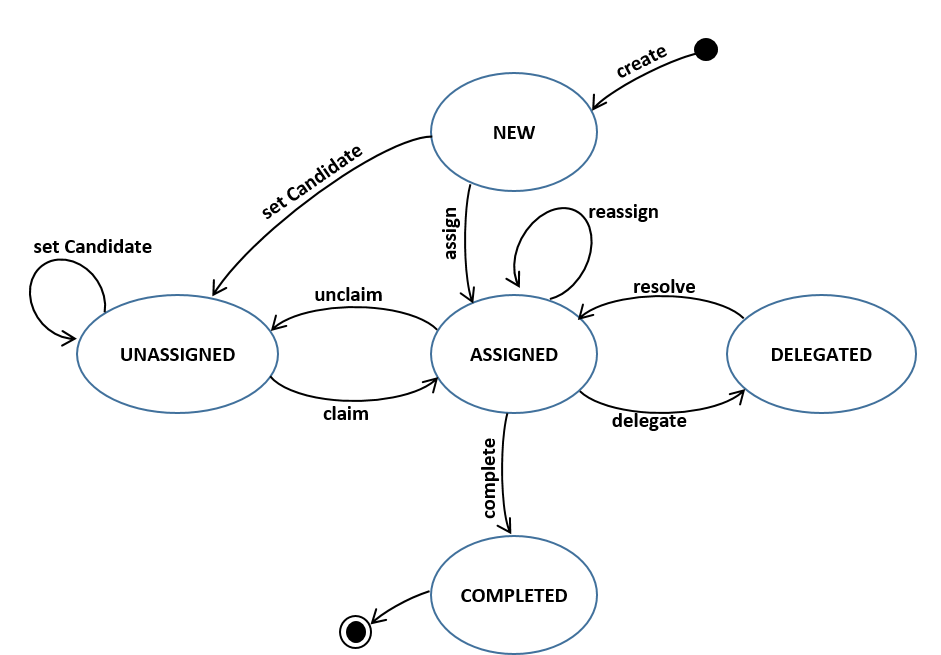 create
NEW
set Candidate
assign
reassign
set Candidate
unclaim
resolve
UNASSIGNED
ASSIGNED
DELEGATED
claim
delegate
complete
COMPLETED